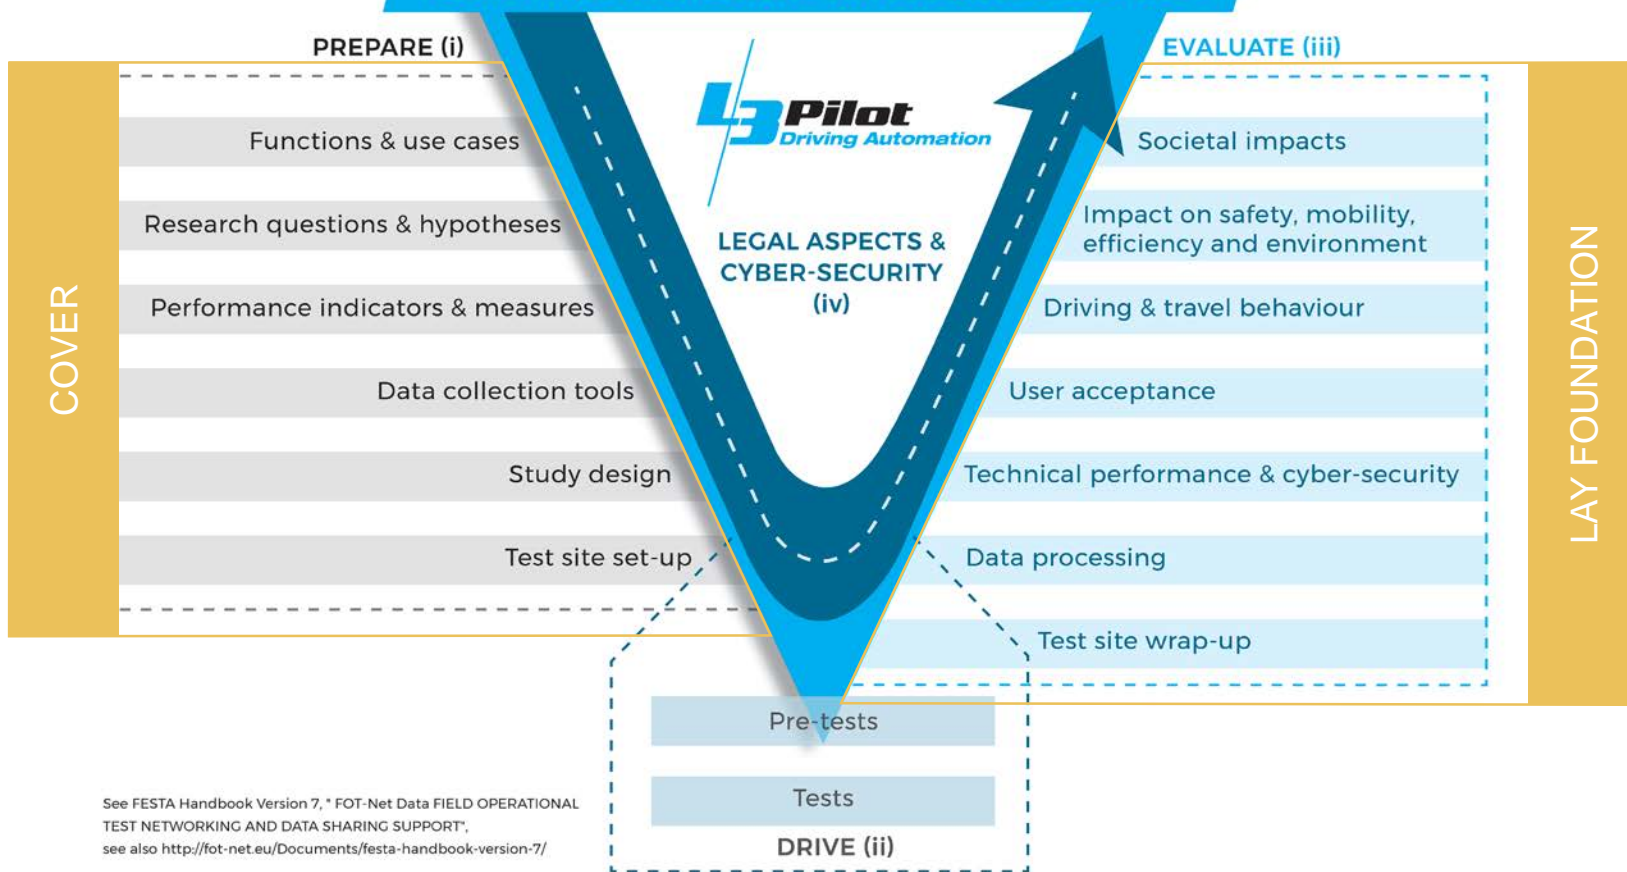 PREPARE (i)
COVER
Functions & use cases
Research questions & hypotheses
Performance indicators & measures
Data collection tools
Study design
Test site set-up
L3Pilot
Driving Automation
LEGAL ASPECTS &
CYBER-SECURITY
(iv)
EVALUATE (iii)
Societal impacts
Impact on safety, mobility,
efficiency and environment
Driving & travel behaviour
User acceptance
Technical performance & cyber-security
Data processing
Test site wrap-up
LAY FOUNDATION
Pre-tests
Tests
DRIVE (ii)
See FESTA Handbook Version 7, " FOT-Net Data FIELD OPERATIONAL
TEST NETWORKING AND DATA SHARING SUPPORT",
see also http://fot-net.eu/Documents/festa-handbook-version-7/